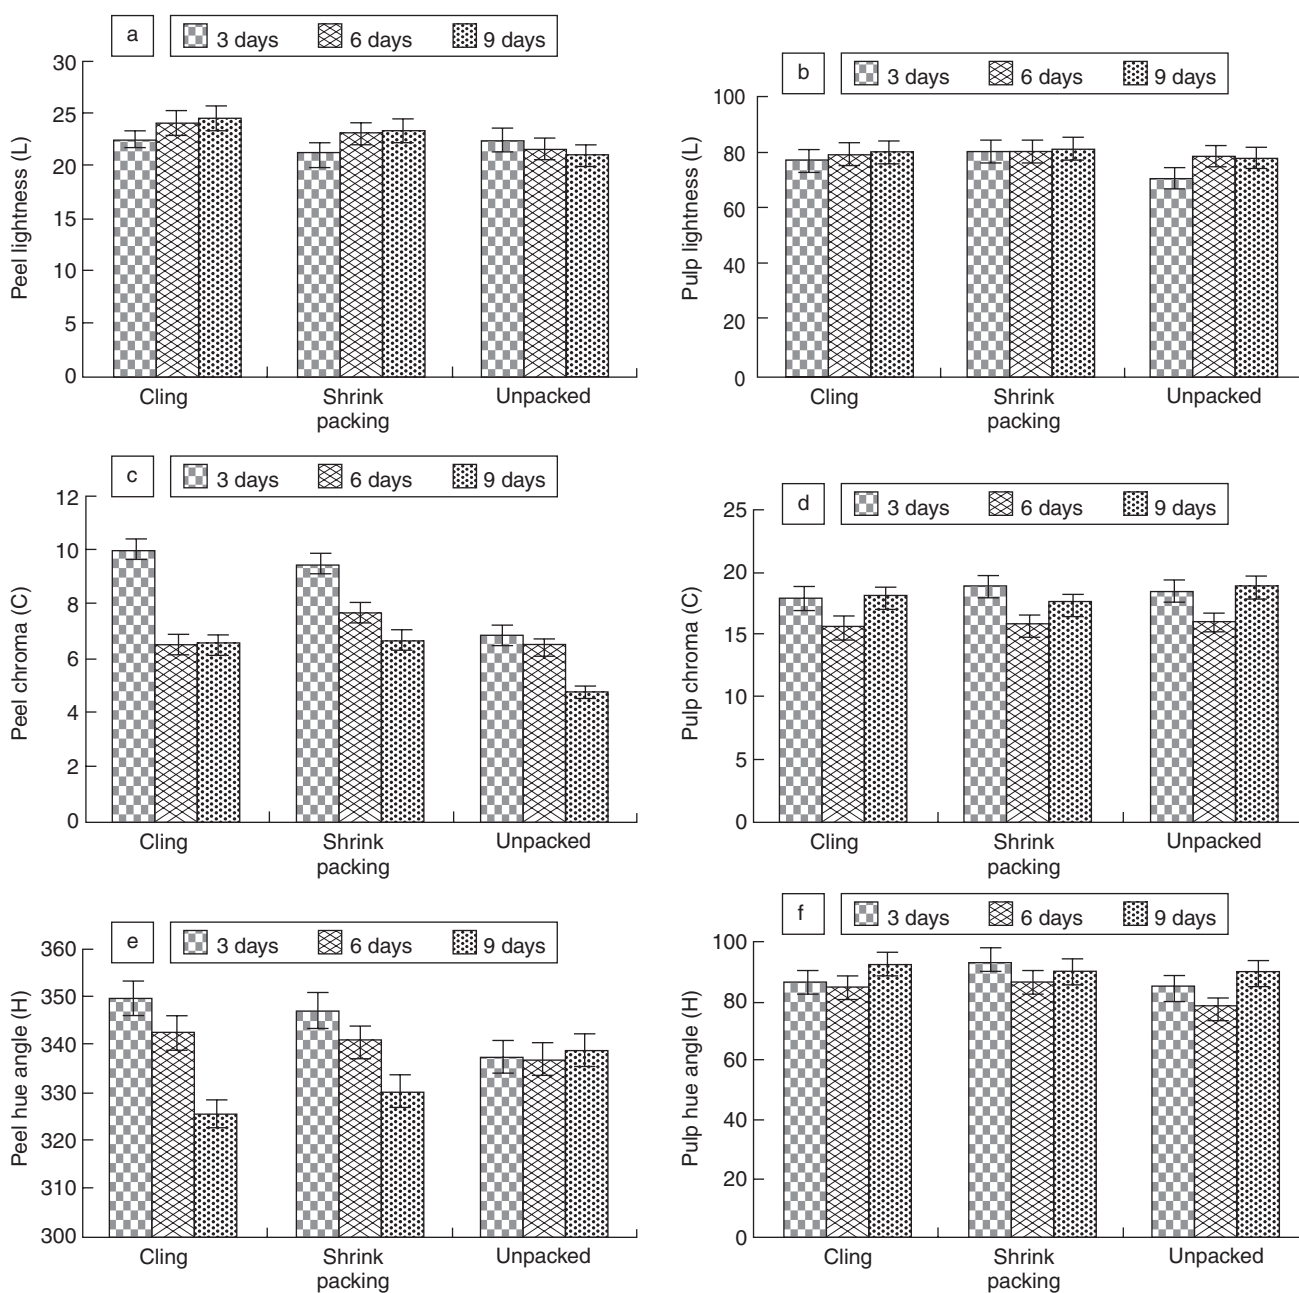 a
3 days 6 days 9 days
Peel lightness (L)
30
25
20
15
10
5
0
Cling Shrink packing Unpacked
b
3 days 6 days 9 days
Pulp lightness (L)
100
80
60
40
20
0
Cling Shrink packing Unpacked
c
3 days 6 days 9 days
Peel chroma (C)
12
10
8
6
4
2
0
Cling Shrink packing Unpacked
d
3 days 6 days 9 days
Pulp chroma (C)
25
20
15
10
5
0
Cling Shrink packing Unpacked
e
3 days 6 days 9 days
Peel hue angle (H)
360
350
340
330
320
310
300
Cling Shrink packing Unpacked
f
3 days 6 days 9 days
Pulp hue angle (H)
100
80
60
40
20
0
Cling Shrink packing Unpacked